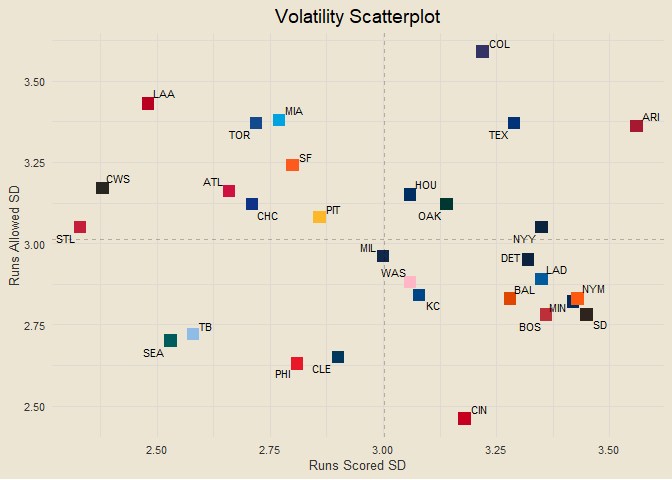 Volatility Scatterplot
COL
3.50
LAA
MIA
ARI
TOR
TEX
3.25
SF
CWS
ATL
HOU
PIT
CHC
OAK
STL
NYY
3.00
MIL
DET
WAS
LAD
BAL
NYM
KC
MIN
2.75
TB
BOS
SD
SEA
CLE
PHI
2.50
CIN
Runs Allowed SD
2.50
2.75
3.00
3.25
3.50
Runs Scored SD